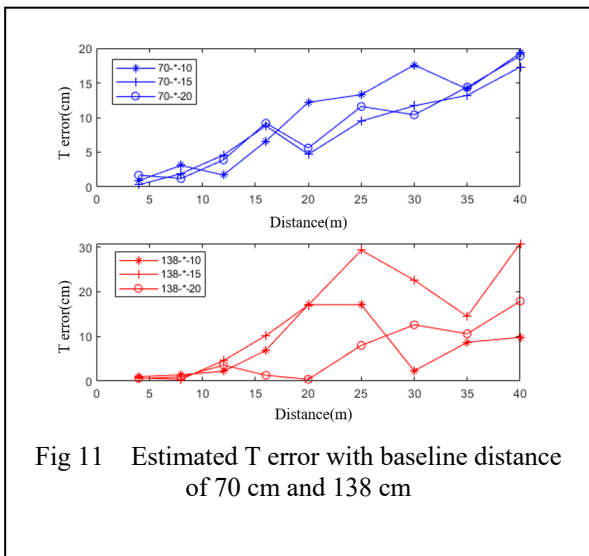 20
15
10
5
0
T error(cm)
70-*-10
70-*-15
70-*-20
0 5 10 15 20 25 30 35 40
Distance(m)
30
20
10
0
T error(cm)
138-*-10
138-*-15
138-*-20
0 5 10 15 20 25 30 35 40
Distance(m)
Fig 11 Estimated T error with baseline distance
of 70 cm and 138 cm